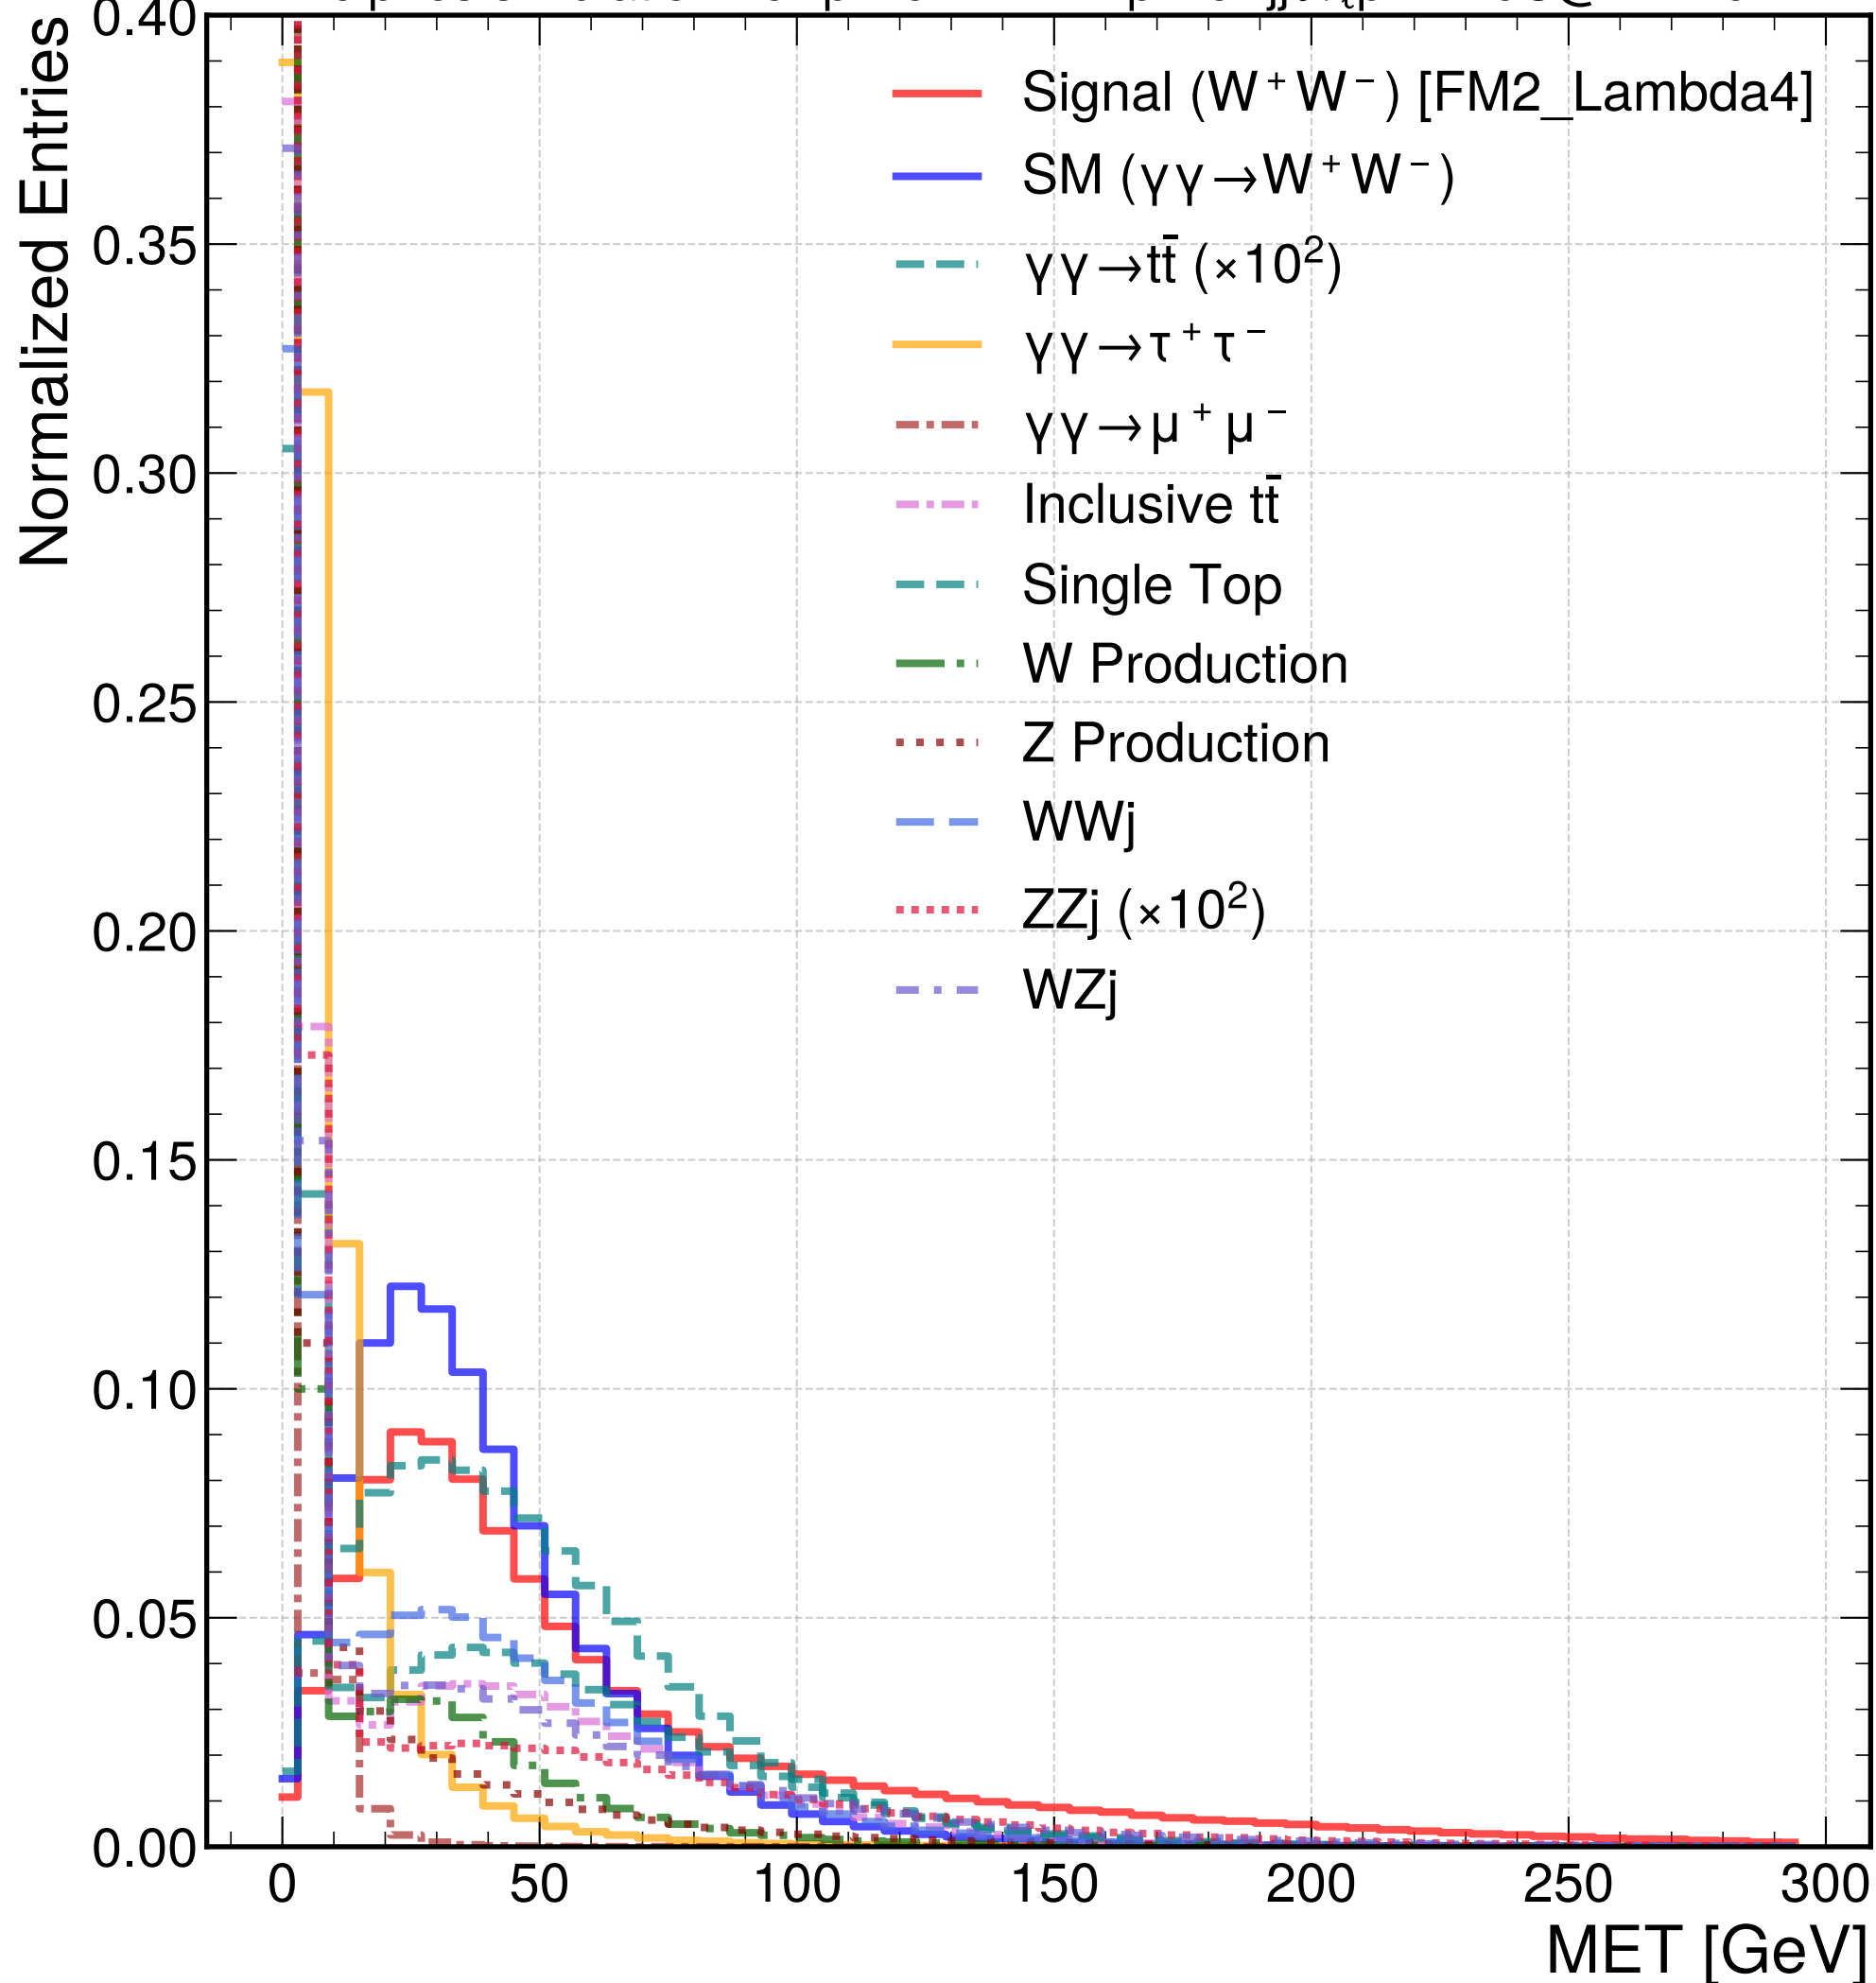 Normalized Entries
0.40
0.35
0.30
0.25
0.20
0.15
0.10
0.05
0.00
Signal (W⁺W⁻) [FM2_Lambda4]
SM (γγ→W⁺W⁻)
γγ→tt̄ (×10²)
γγ→τ⁺τ⁻
γγ→μ⁺μ⁻
Inclusive tt̄
Single Top
W Production
Z Production
WWj
ZZj (×10²)
WZj
0 50 100 150 200 250 300
MET [GeV]